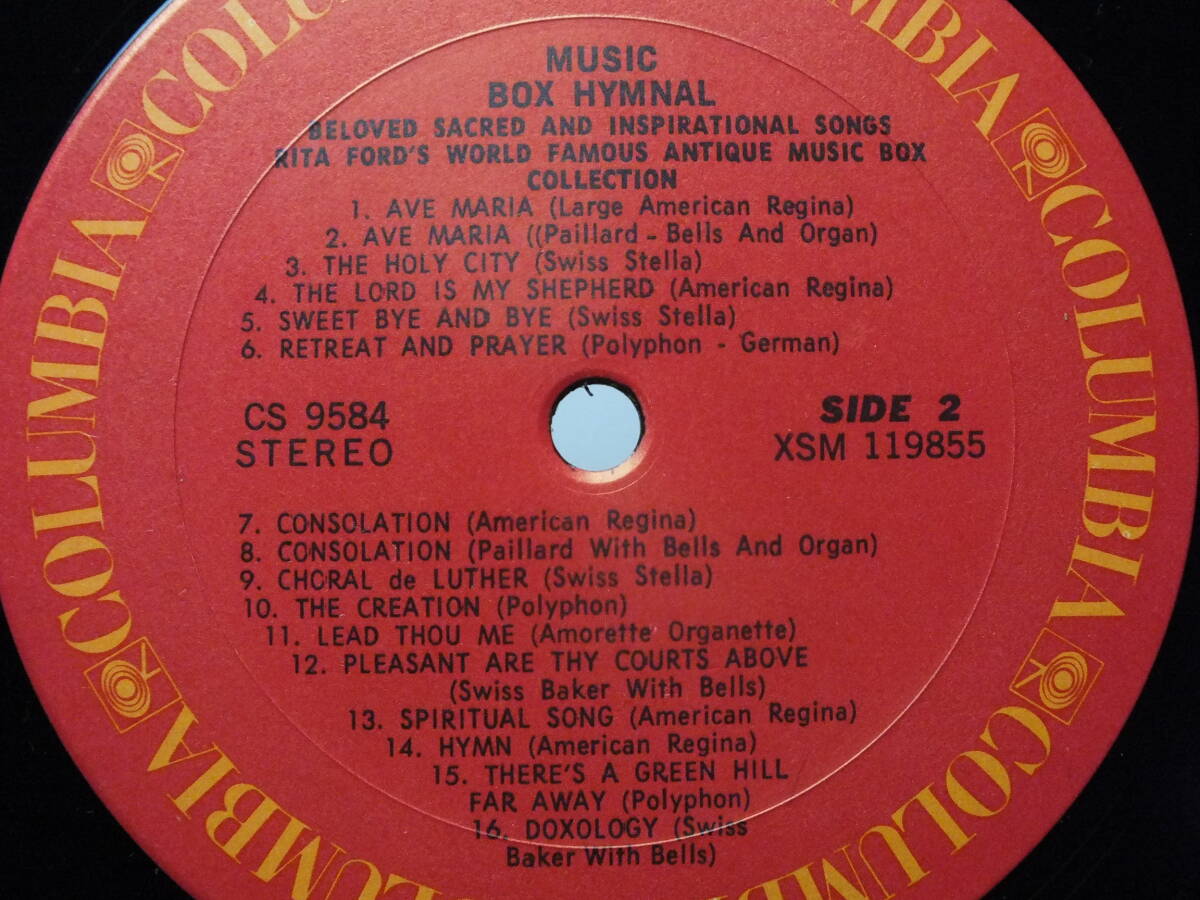 MUSIC
BOX HYMNAL
BELOVED SACRED AND INSPIRATIONAL SONGS
RITA FORD'S WORLD FAMOUS ANTIQUE MUSIC BOX
COLLECTION
1. AVE MARIA (Large American Regina)
2. AVE MARIA ((Paillard - Bells And Organ)
3. THE HOLY CITY (Swiss Stella)
4. THE LORD IS MY SHEPHERD (American Regina)
5. SWEET BYE AND BYE (Swiss Stella)
6. RETREAT AND PRAYER (Polyphon - German)
CS 9584
STEREO
SIDE 2
XSM 119855
7. CONSOLATION (American Regina)
8. CONSOLATION (Paillard With Bells And Organ)
9. CHORAL de LUTHER (Swiss Stella)
10. THE CREATION (Polyphon)
11. LEAD THOU ME (Amorette Organette)
12. PLEASANT ARE THY COURTS ABOVE
(Swiss Baker With Bells)
13. SPIRITUAL SONG (American Regina)
14. HYMN (American Regina)
15. THERE'S A GREEN HILL
FAR AWAY (Polyphon)
16. DOXOLOGY (Swiss
Baker With Bells)
COLUMBIA
COLUMBIA
COLUMBIA
COLUMBIA
COLUMBIA
COLUMBIA